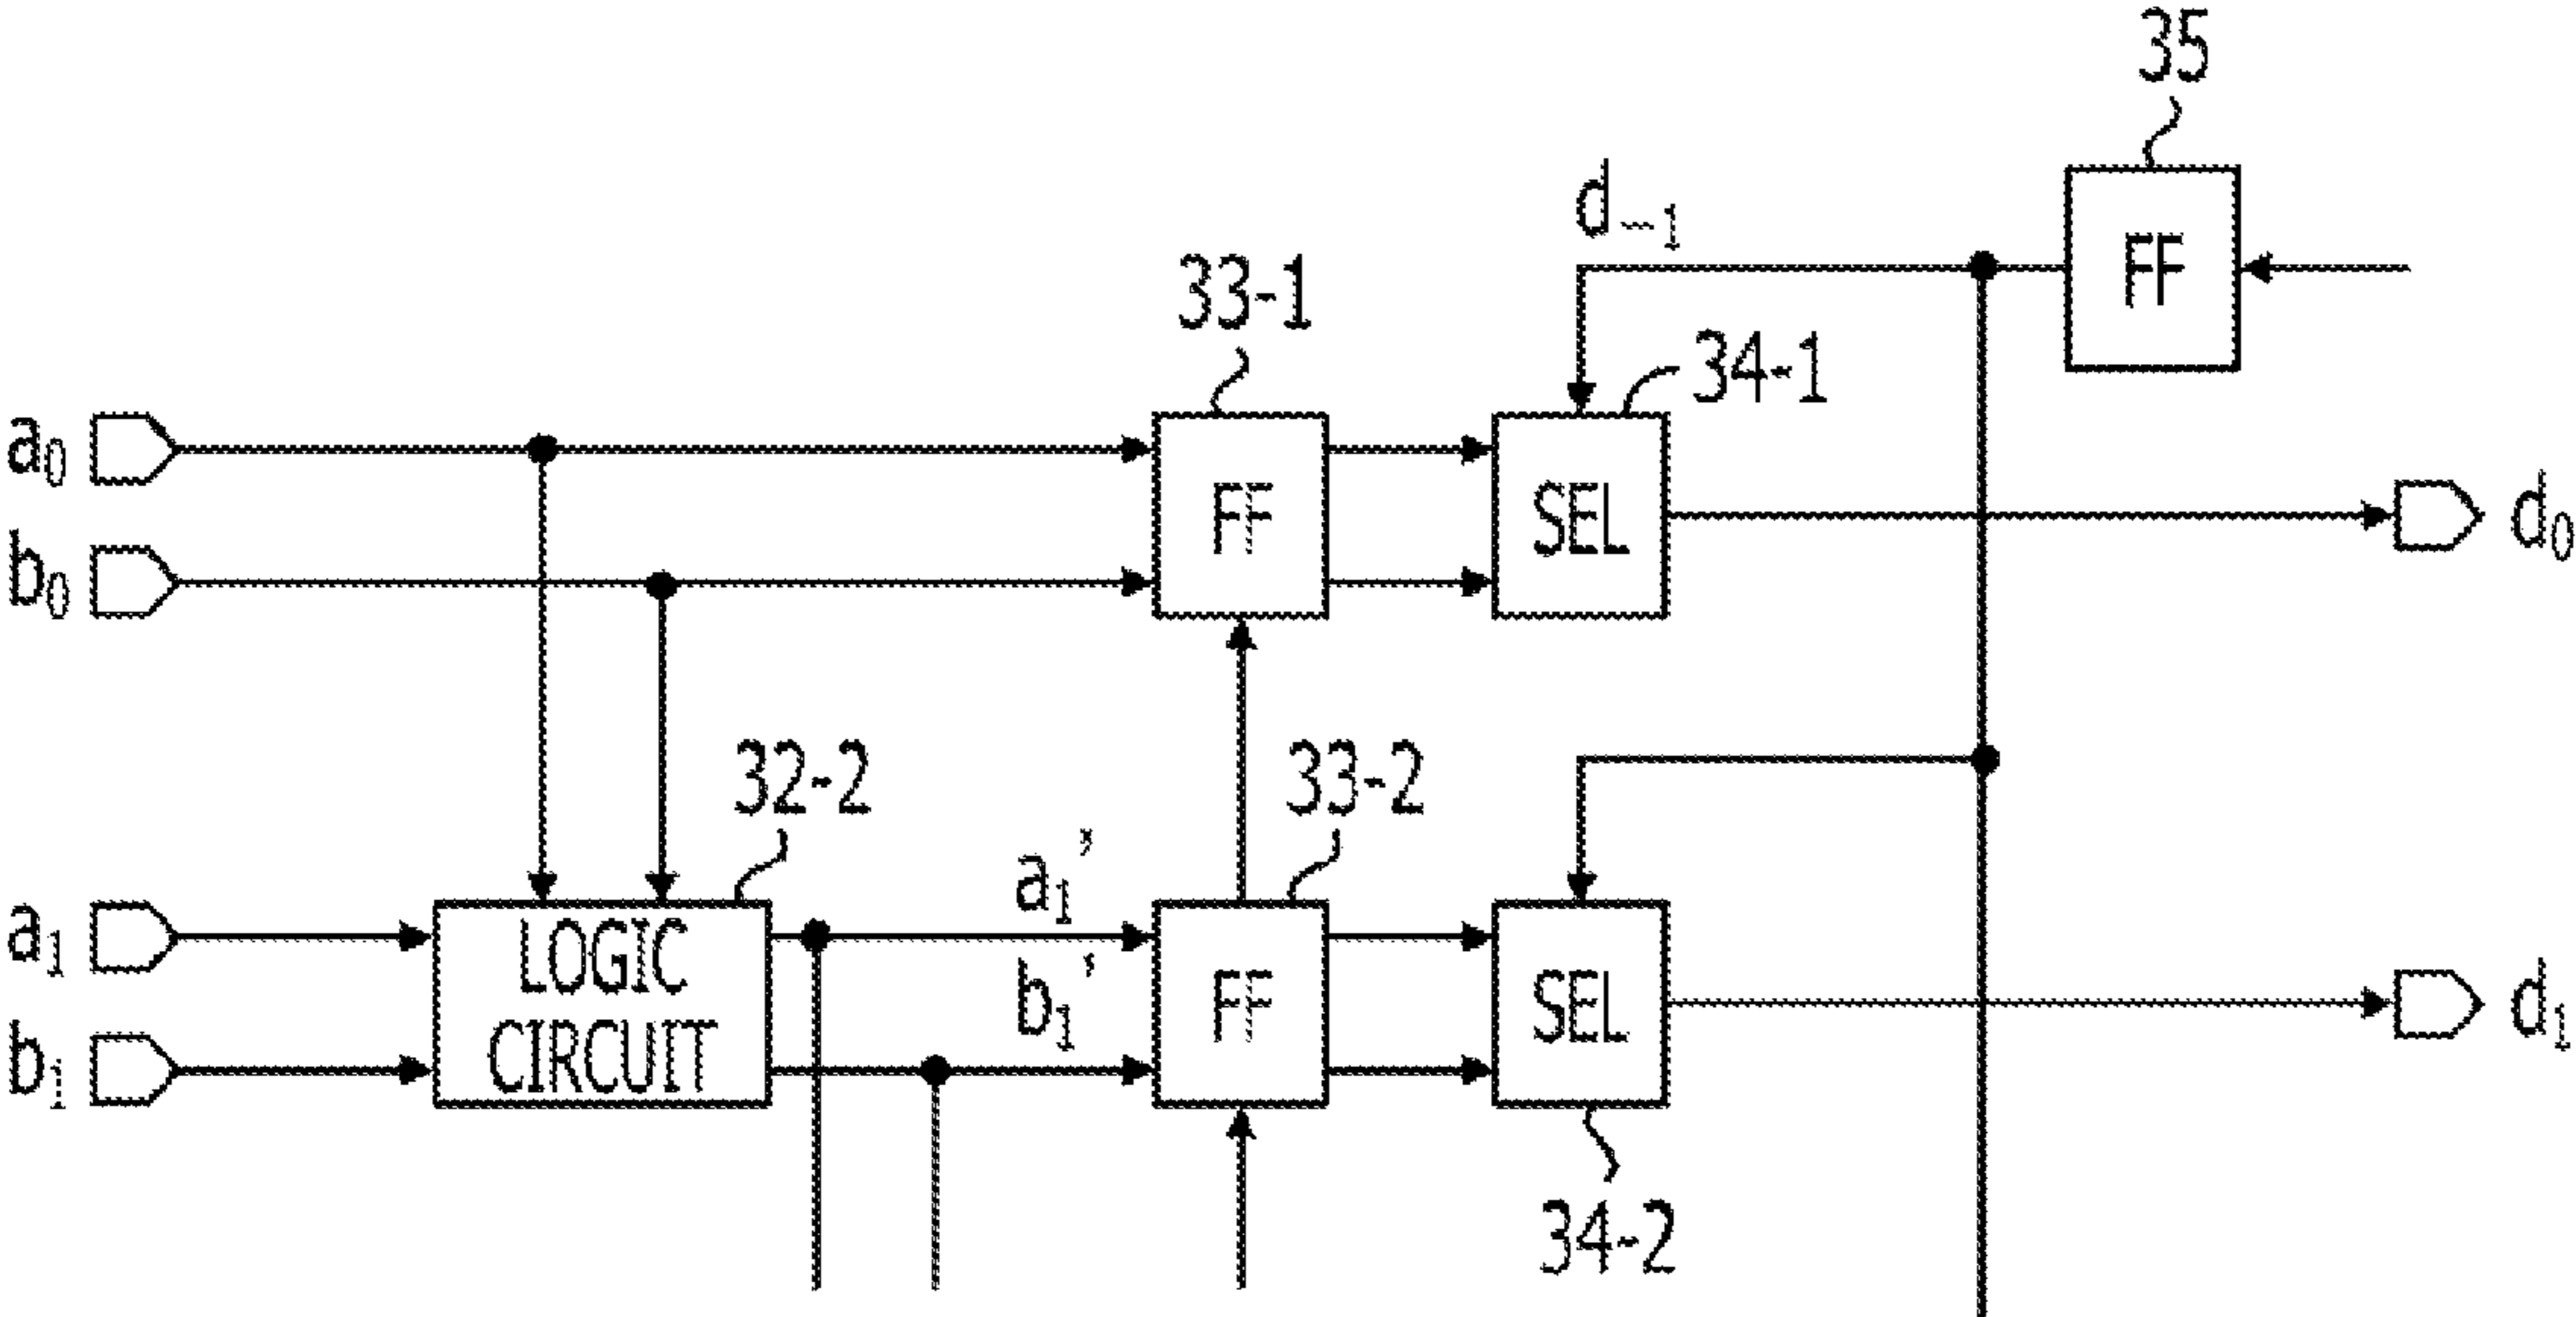 35
d₋₁
FF
33-1
34-1
a₀
FF
SEL
d₀
b₀
32-2
33-2
a₁’
a₁
LOGIC
CIRCUIT
b₁’
FF
SEL
d₁
b₁
34-2